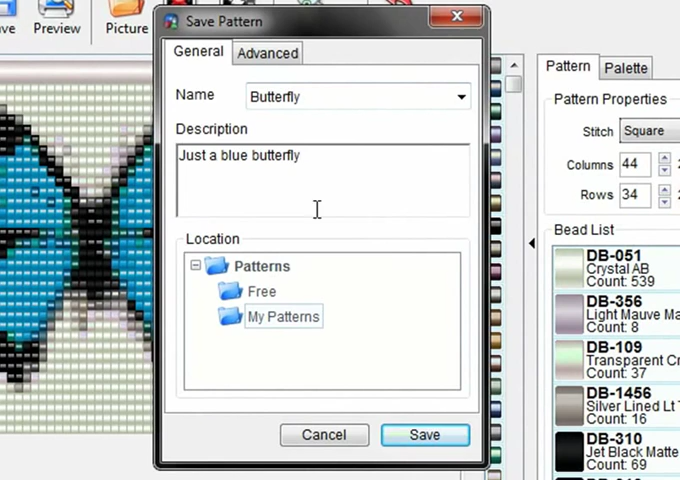 Save Pattern
Preview
Picture
General
Advanced
Name
Butterfly
Description
Just a blue butterfly
Location
Patterns
Free
My Patterns
Cancel
Save
Pattern
Palette
Pattern Properties
Stitch
Square
Columns
44
Rows
34
Bead List
DB-051
Crystal AB
Count: 539
DB-356
Light Mauve
Count: 8
DB-109
Transparent
Count: 37
DB-1456
Silver Lined Lt
Count: 16
DB-310
Jet Black Matte
Count: 69